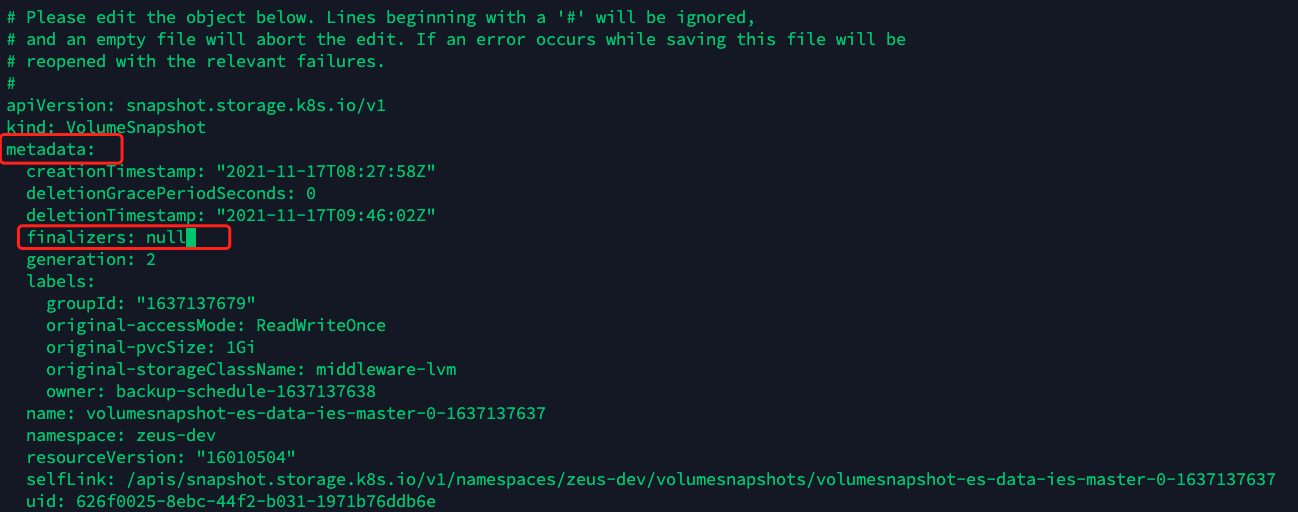 # Please edit the object below. Lines beginning with a '#' will be ignored,
# and an empty file will abort the edit. If an error occurs while saving this file will be
# reopened with the relevant failures.
#
apiVersion: snapshot.storage.k8s.io/v1
kind: VolumeSnapshot
metadata:
  creationTimestamp: "2021-11-17T08:27:58Z"
  deletionGracePeriodSeconds: 0
  deletionTimestamp: "2021-11-17T09:46:02Z"
  finalizers: null
  generation: 2
  labels:
    groupId: "1637137679"
    original-accessMode: ReadWriteOnce
    original-pvcSize: 1Gi
    original-storageClassName: middleware-lvm
    owner: backup-schedule-1637137638
  name: volumesnapshot-es-data-ies-master-0-1637137637
  namespace: zeus-dev
  resourceVersion: "16010504"
  selfLink: /apis/snapshot.storage.k8s.io/v1/namespaces/zeus-dev/volumesnapshots/volumesnapshot-es-data-ies-master-0-1637137637
  uid: 626f0025-8ebc-44f2-b031-1971b76ddb6e